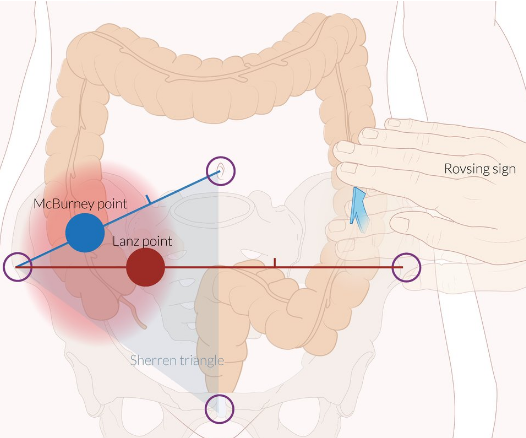 Rovsing sign
McBurney point
Lanz point
Sherren triangle